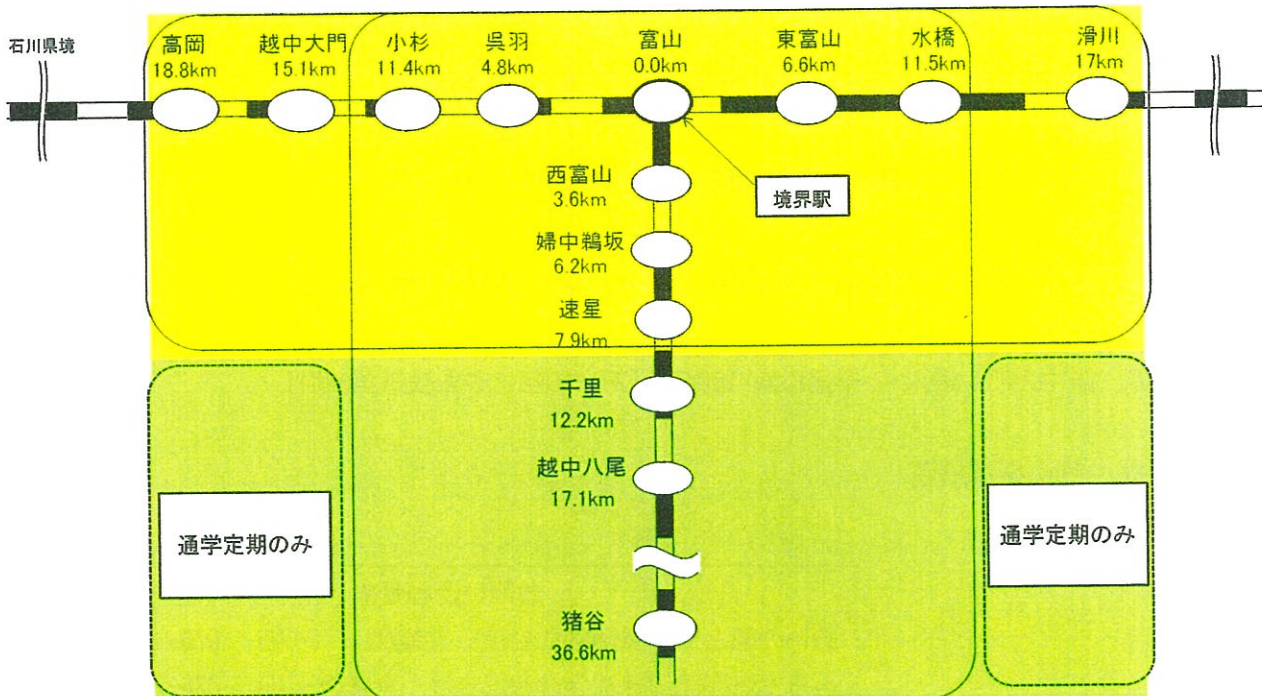 石川県境
高岡
18.8km
越中大門
15.1km
小杉
11.4km
呉羽
4.8km
富山
0.0km
東富山
6.6km
水橋
11.5km
滑川
17km
西富山
3.6km
境界駅
婦中鵜坂
6.2km
速星
7.9km
千里
12.2km
越中八尾
17.1km
通学定期のみ
通学定期のみ
猪谷
36.6km